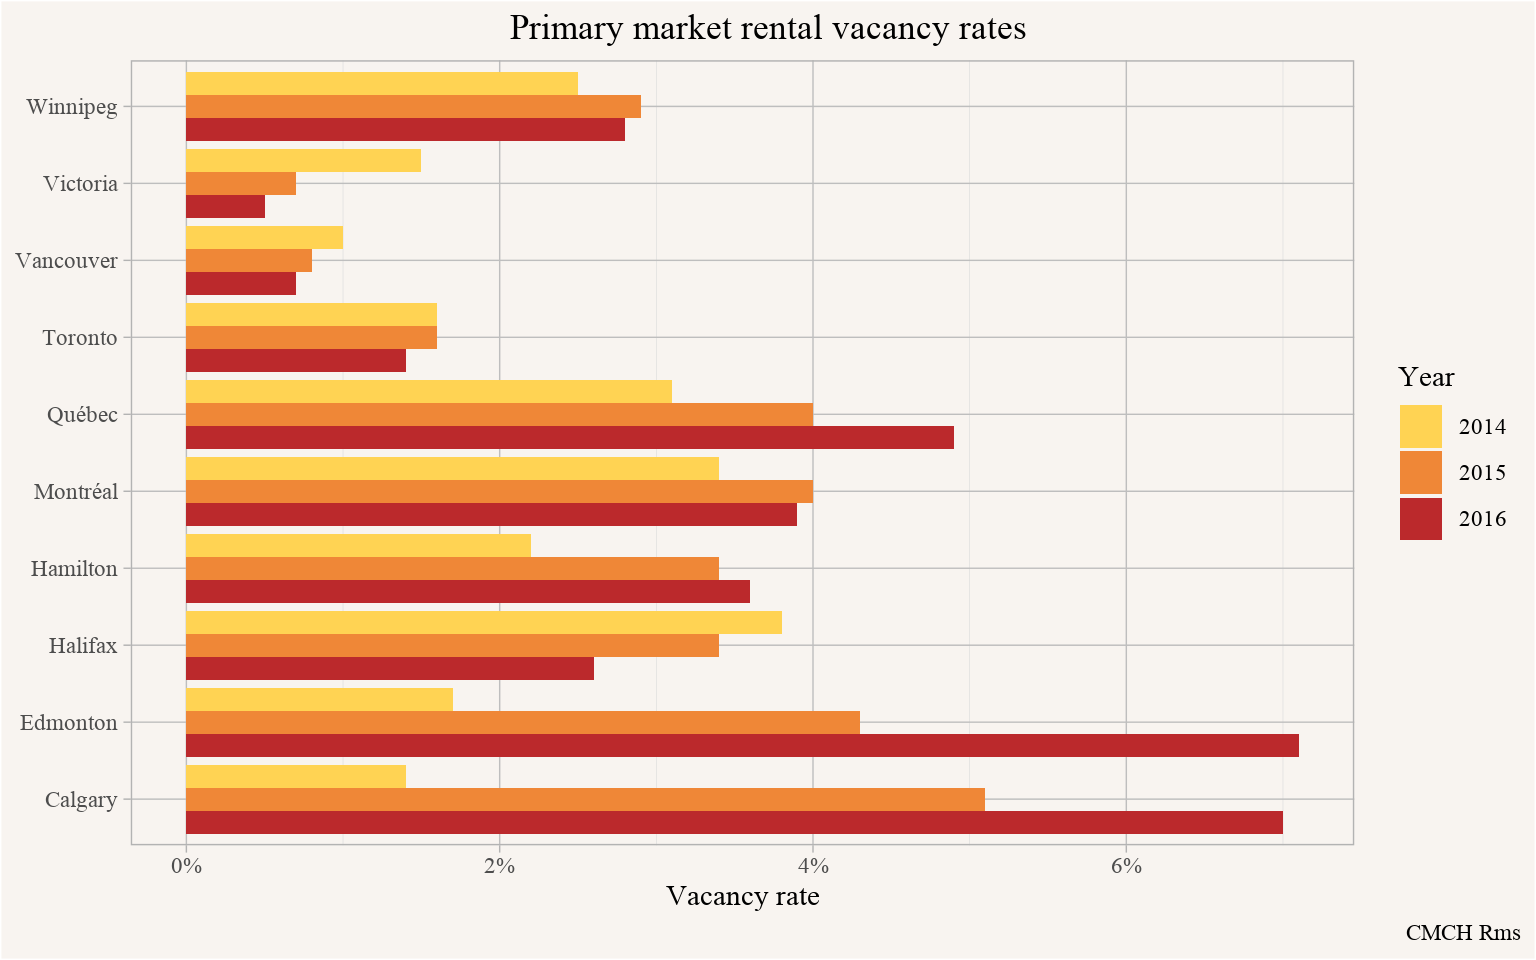 Primary market rental vacancy rates
Winnipeg
Victoria
Vancouver
Toronto
Québec
Montréal
Hamilton
Halifax
Edmonton
Calgary
0% 2% 4% 6%
Vacancy rate
Year
2014
2015
2016
CMCH Rms